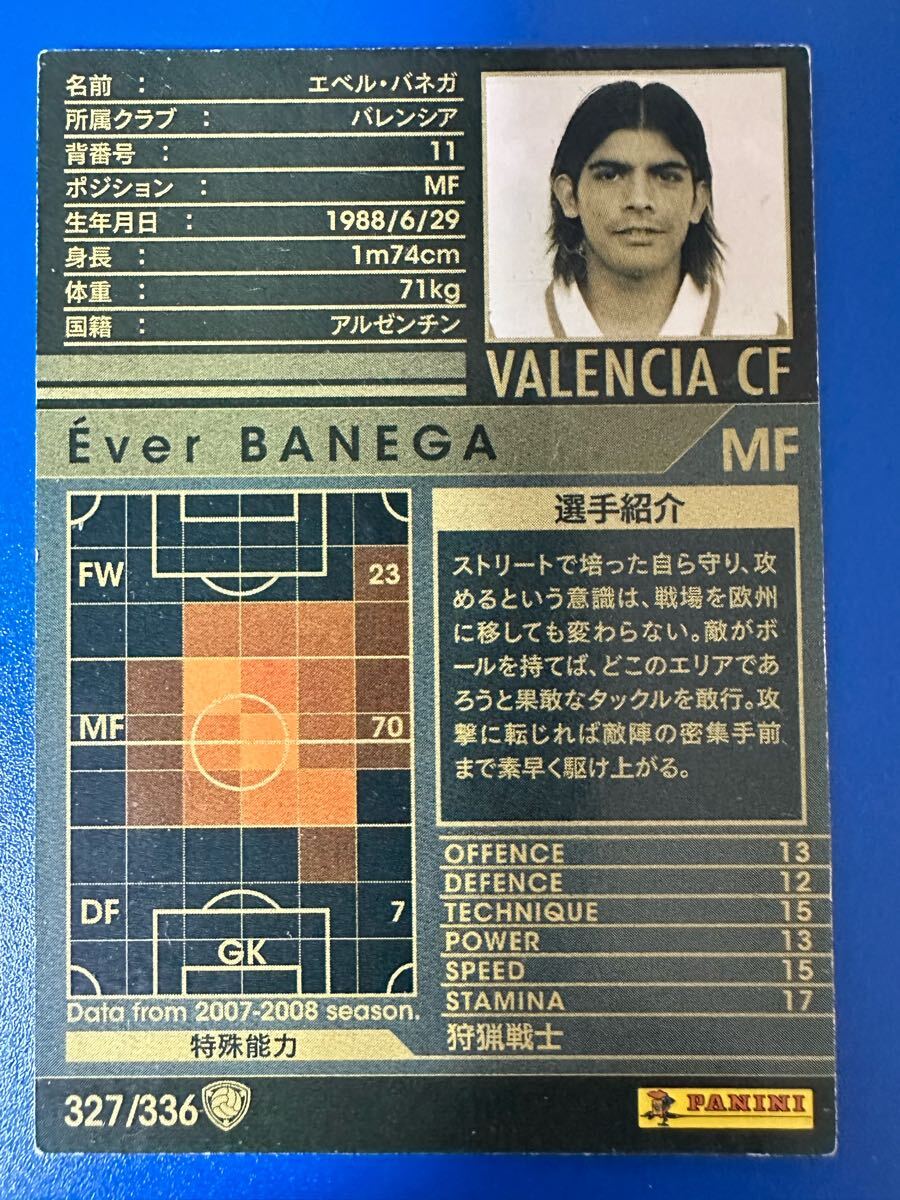 名前 : エベル・バネガ
所属クラブ : バレンシア
背番号 : 11
ポジション : MF
生年月日 : 1988/6/29
身長 : 1m74cm
体重 : 71kg
国籍 : アルゼンチン
VALENCIA CF
Éver BANEGA MF
FW 23
MF 70
DF 7
GK
Data from 2007-2008 season.
選手紹介
ストリートで培った自ら守り、攻
めるという意識は、戦場を欧州
に移しても変わらない。敵がボ
ールを持てば、どこのエリアであ
ろうと果敢なタックルを敢行。攻
撃に転じれば敵陣の密集手前
まで素早く駆け上がる。
OFFENCE 13
DEFENCE 12
TECHNIQUE 15
POWER 13
SPEED 15
STAMINA 17
特殊能力 狩猟戦士
327/336
PANINI